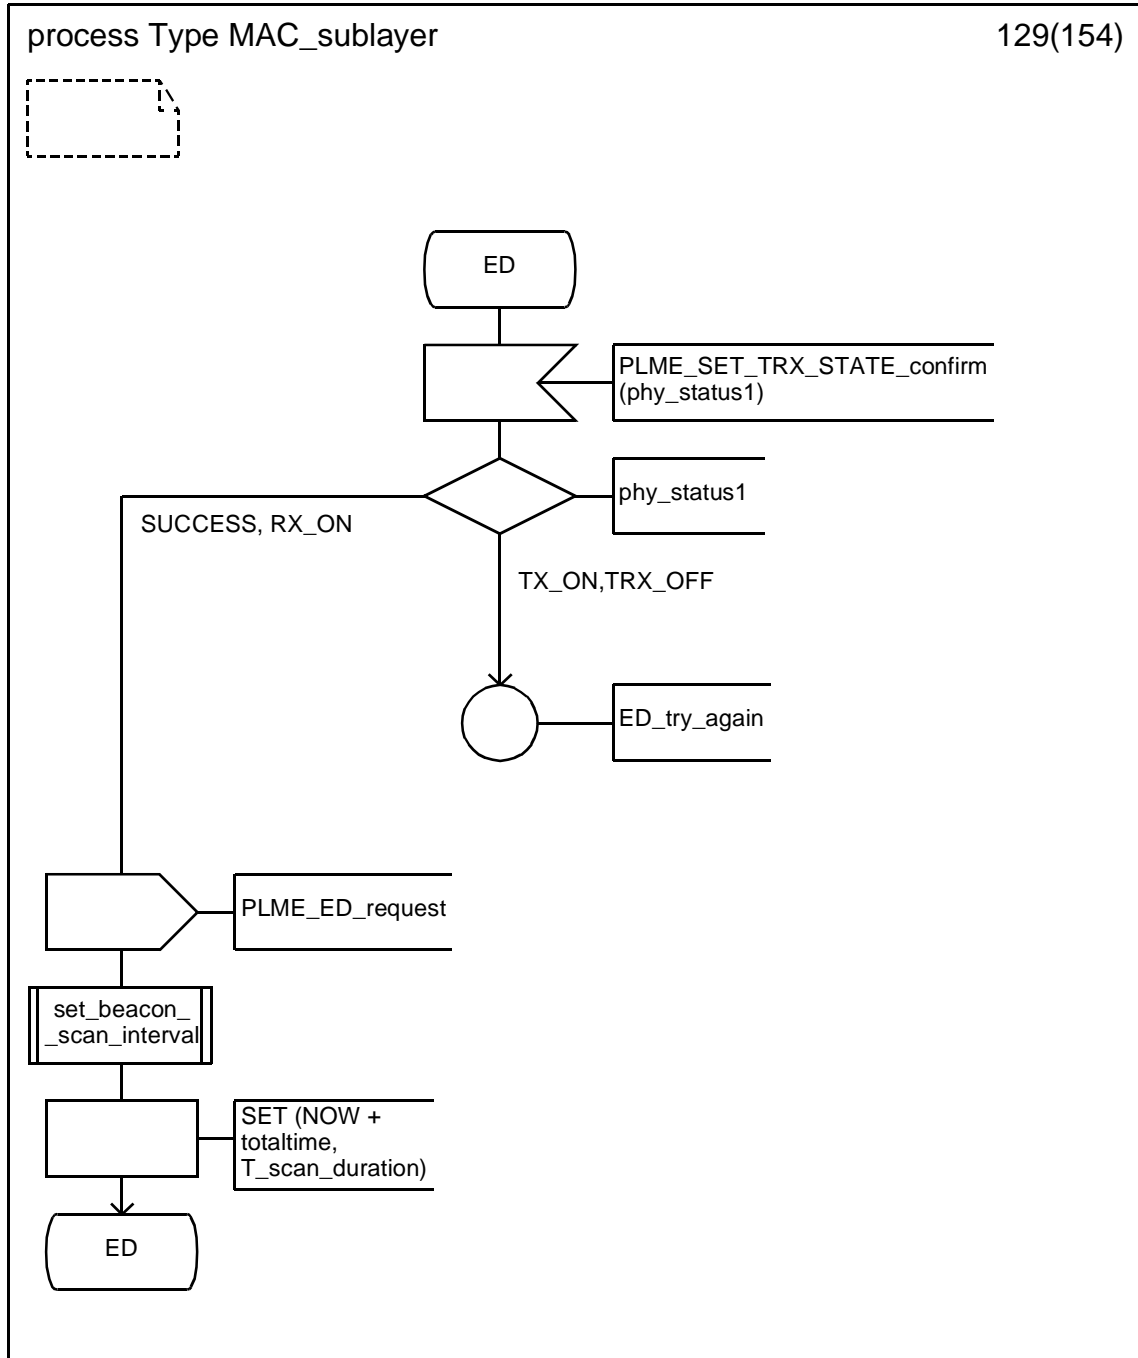 process Type MAC_sublayer
129(154)
ED
PLME_SET_TRX_STATE_confirm
(phy_status1)
phy_status1
SUCCESS, RX_ON
TX_ON,TRX_OFF
ED_try_again
PLME_ED_request
set_beacon_
_scan_interval
SET (NOW +
totaltime,
T_scan_duration)
ED